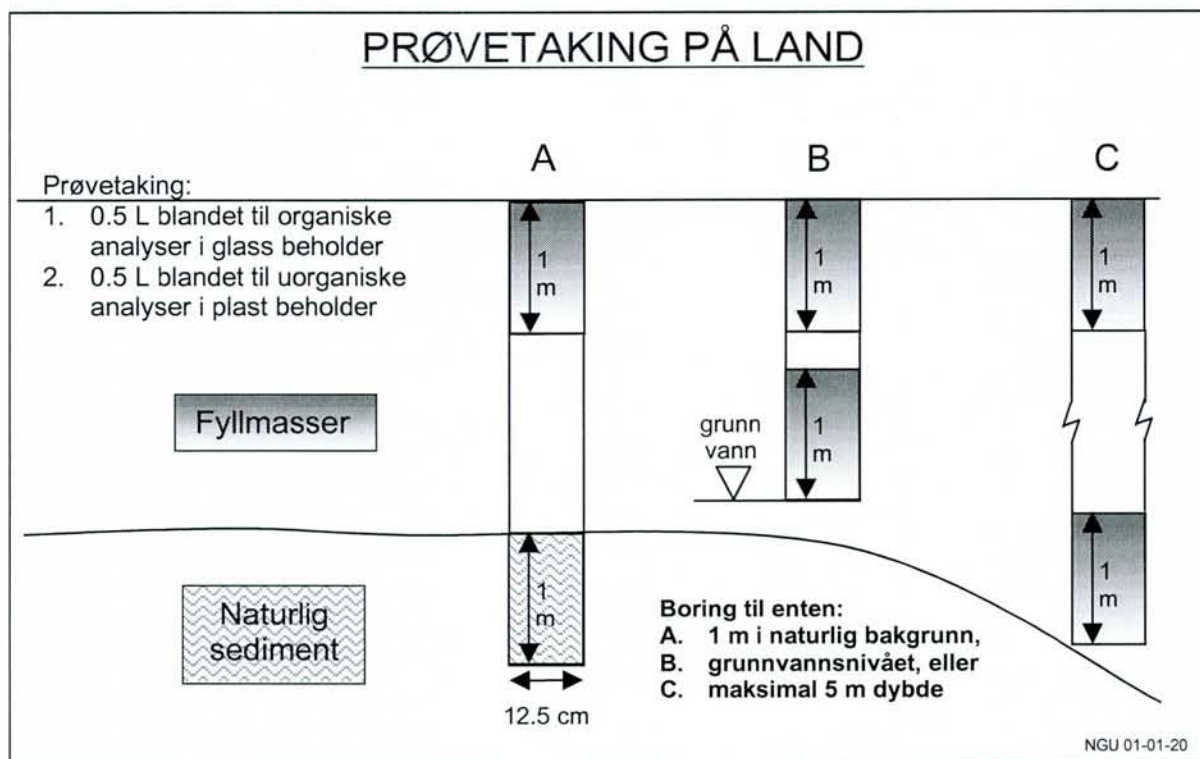 PRØVETAKING PÅ LAND
A
B
C
Prøvetaking:
1. 0.5 L blandet til organiske
analyser i glass beholder
2. 0.5 L blandet til uorganiske
analyser i plast beholder
1
m
1
m
1
m
Fyllmasser
1
m
grunn
vann
1
m
Naturlig
sediment
1
m
12.5 cm
Boring til enten:
A. 1 m i naturlig bakgrunn,
B. grunnvannsnivået, eller
C. maksimal 5 m dybde
NGU 01-01-20